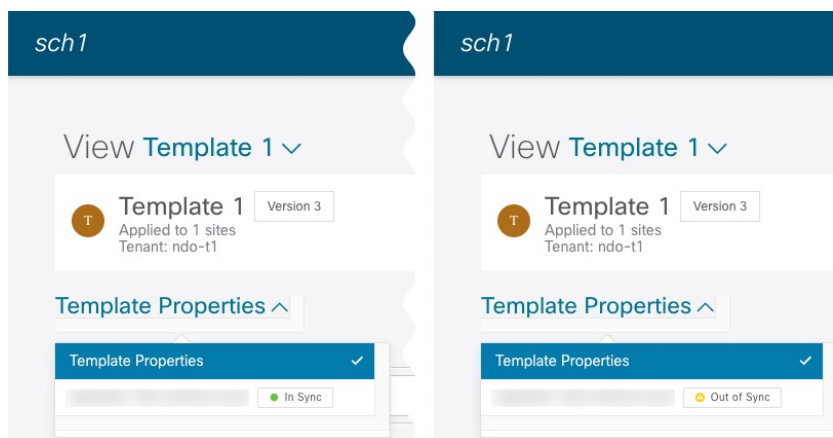 sch1
View Template 1
T
Template 1 Version 3
Applied to 1 sites
Tenant: ndo-t1
Template Properties
Template Properties
In Sync
sch1
View Template 1
T
Template 1 Version 3
Applied to 1 sites
Tenant: ndo-t1
Template Properties
Template Properties
Out of Sync